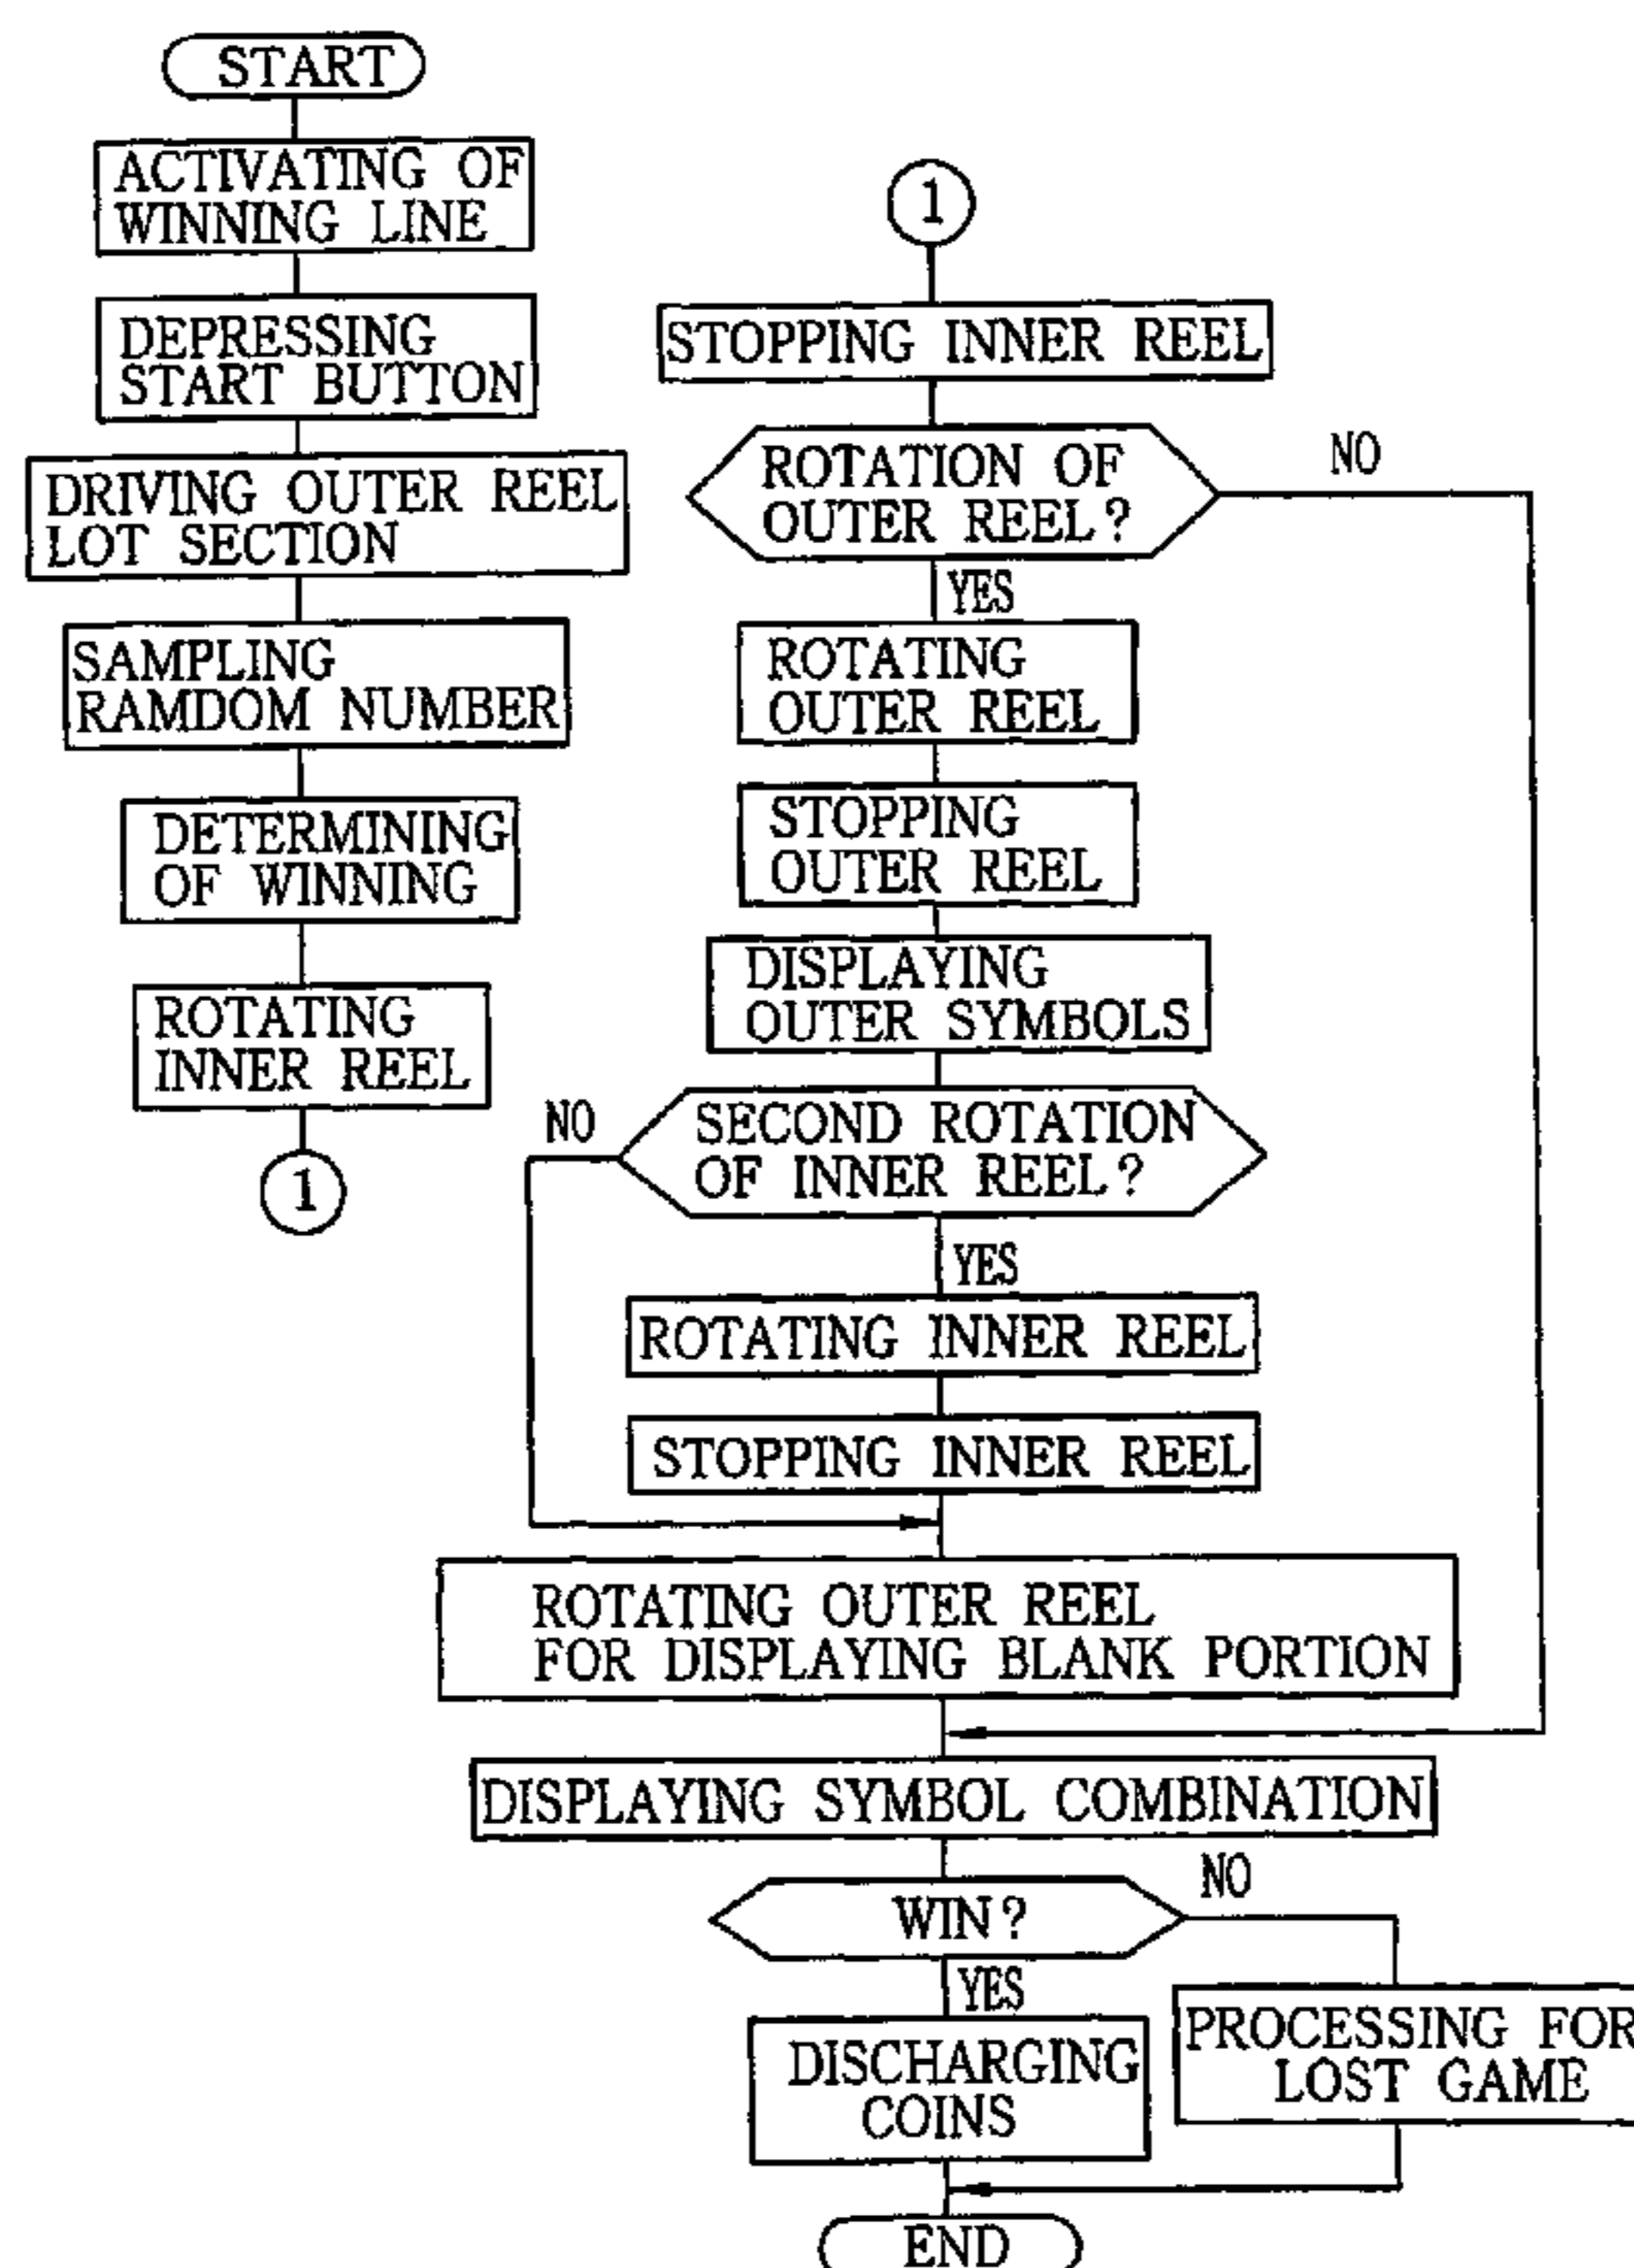 START
ACTIVATING OF
WINNING LINE
DEPRESSING
START BUTTON
DRIVING OUTER REEL
LOT SECTION
SAMPLING
RAMDOM NUMBER
DETERMINING
OF WINNING
ROTATING
INNER REEL
1
1
STOPPING INNER REEL
ROTATION OF
OUTER REEL?
NO
YES
ROTATING
OUTER REEL
STOPPING
OUTER REEL
DISPLAYING
OUTER SYMBOLS
SECOND ROTATION
OF INNER REEL?
NO
YES
ROTATING INNER REEL
STOPPING INNER REEL
ROTATING OUTER REEL
FOR DISPLAYING BLANK PORTION
DISPLAYING SYMBOL COMBINATION
WIN?
NO
YES
DISCHARGING
COINS
PROCESSING FOR
LOST GAME
END